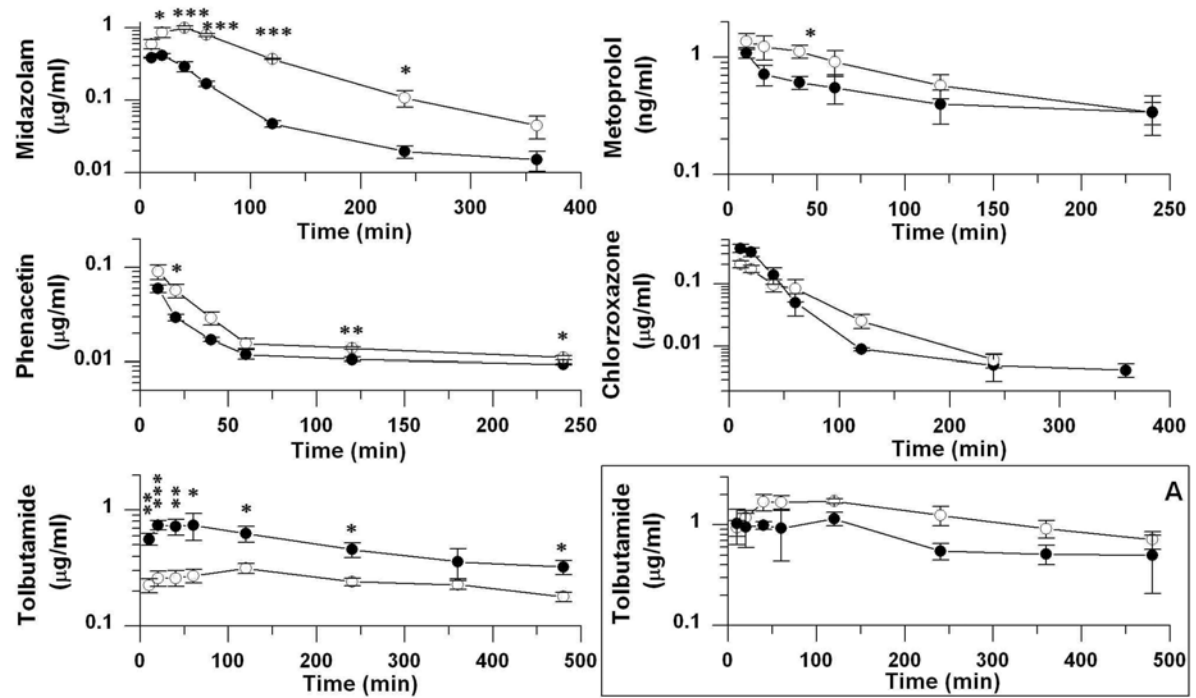 Midazolam
(µg/ml)
1
0.1
0.01
* *** *** *** *
0 100 200 300 400
Time (min)
Metoprolol
(ng/ml)
1
0.1
*
0 50 100 150 200 250
Time (min)
Phenacetin
(µg/ml)
0.1
0.01
* ** *
0 50 100 150 200 250
Time (min)
Chlorzoxazone
(µg/ml)
0.1
0.01
0 100 200 300 400
Time (min)
Tolbutamide
(µg/ml)
1
0.1
** *** ** * * * *
0 100 200 300 400 500
Time (min)
A
Tolbutamide
(µg/ml)
1
0.1
0 100 200 300 400 500
Time (min)